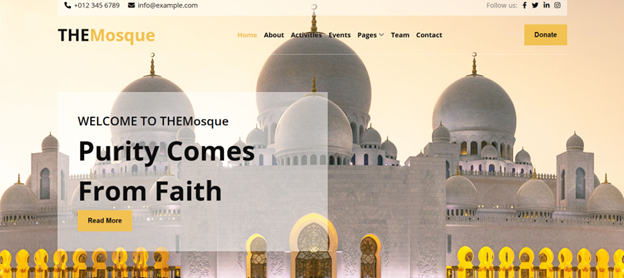 +012 345 6789 info@example.com Follow us:
THEMosque Home About Activities Events Pages Team Contact Donate
WELCOME TO THEMosque
Purity Comes
From Faith
Read More